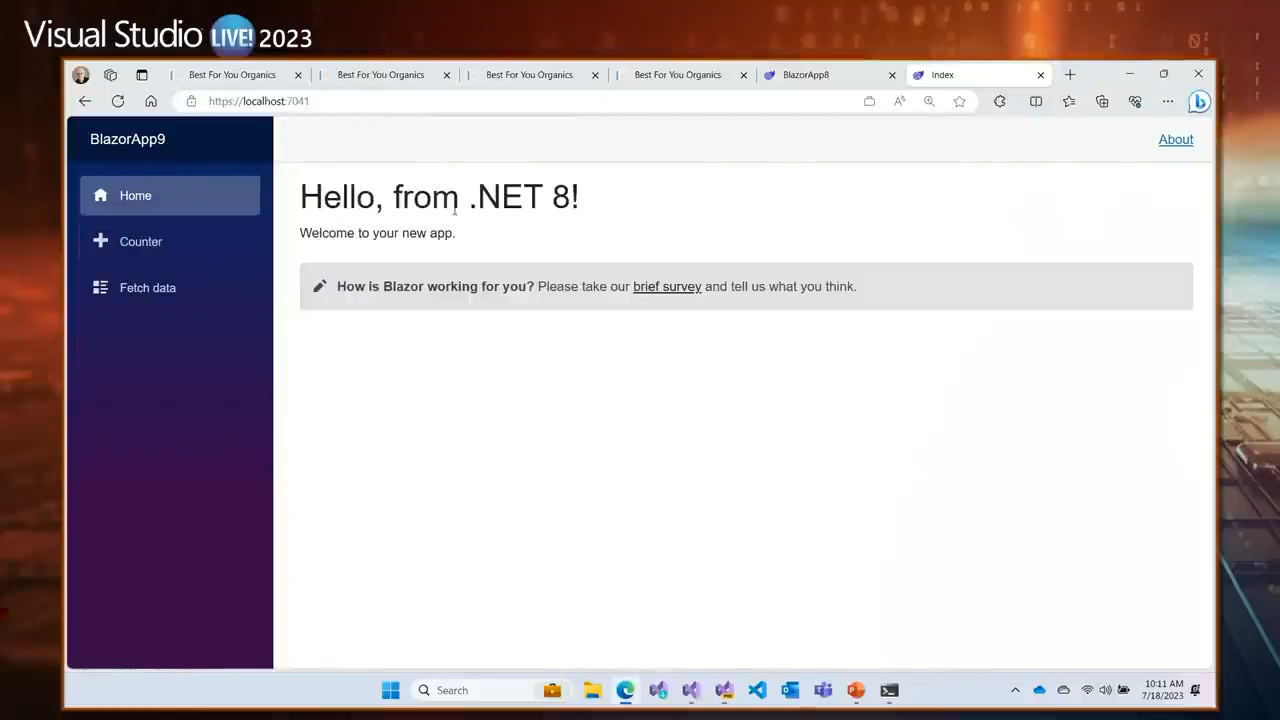 Visual Studio LIVE! 2023
Best For You Organics
Best For You Organics
Best For You Organics
Best For You Organics
BlazorApp8
Index
https://localhost:7041
BlazorApp9
About
Home
Counter
Fetch data
Hello, from .NET 8!
Welcome to your new app.
How is Blazor working for you? Please take our brief survey and tell us what you think.
Search
10:11 AM
7/18/2023